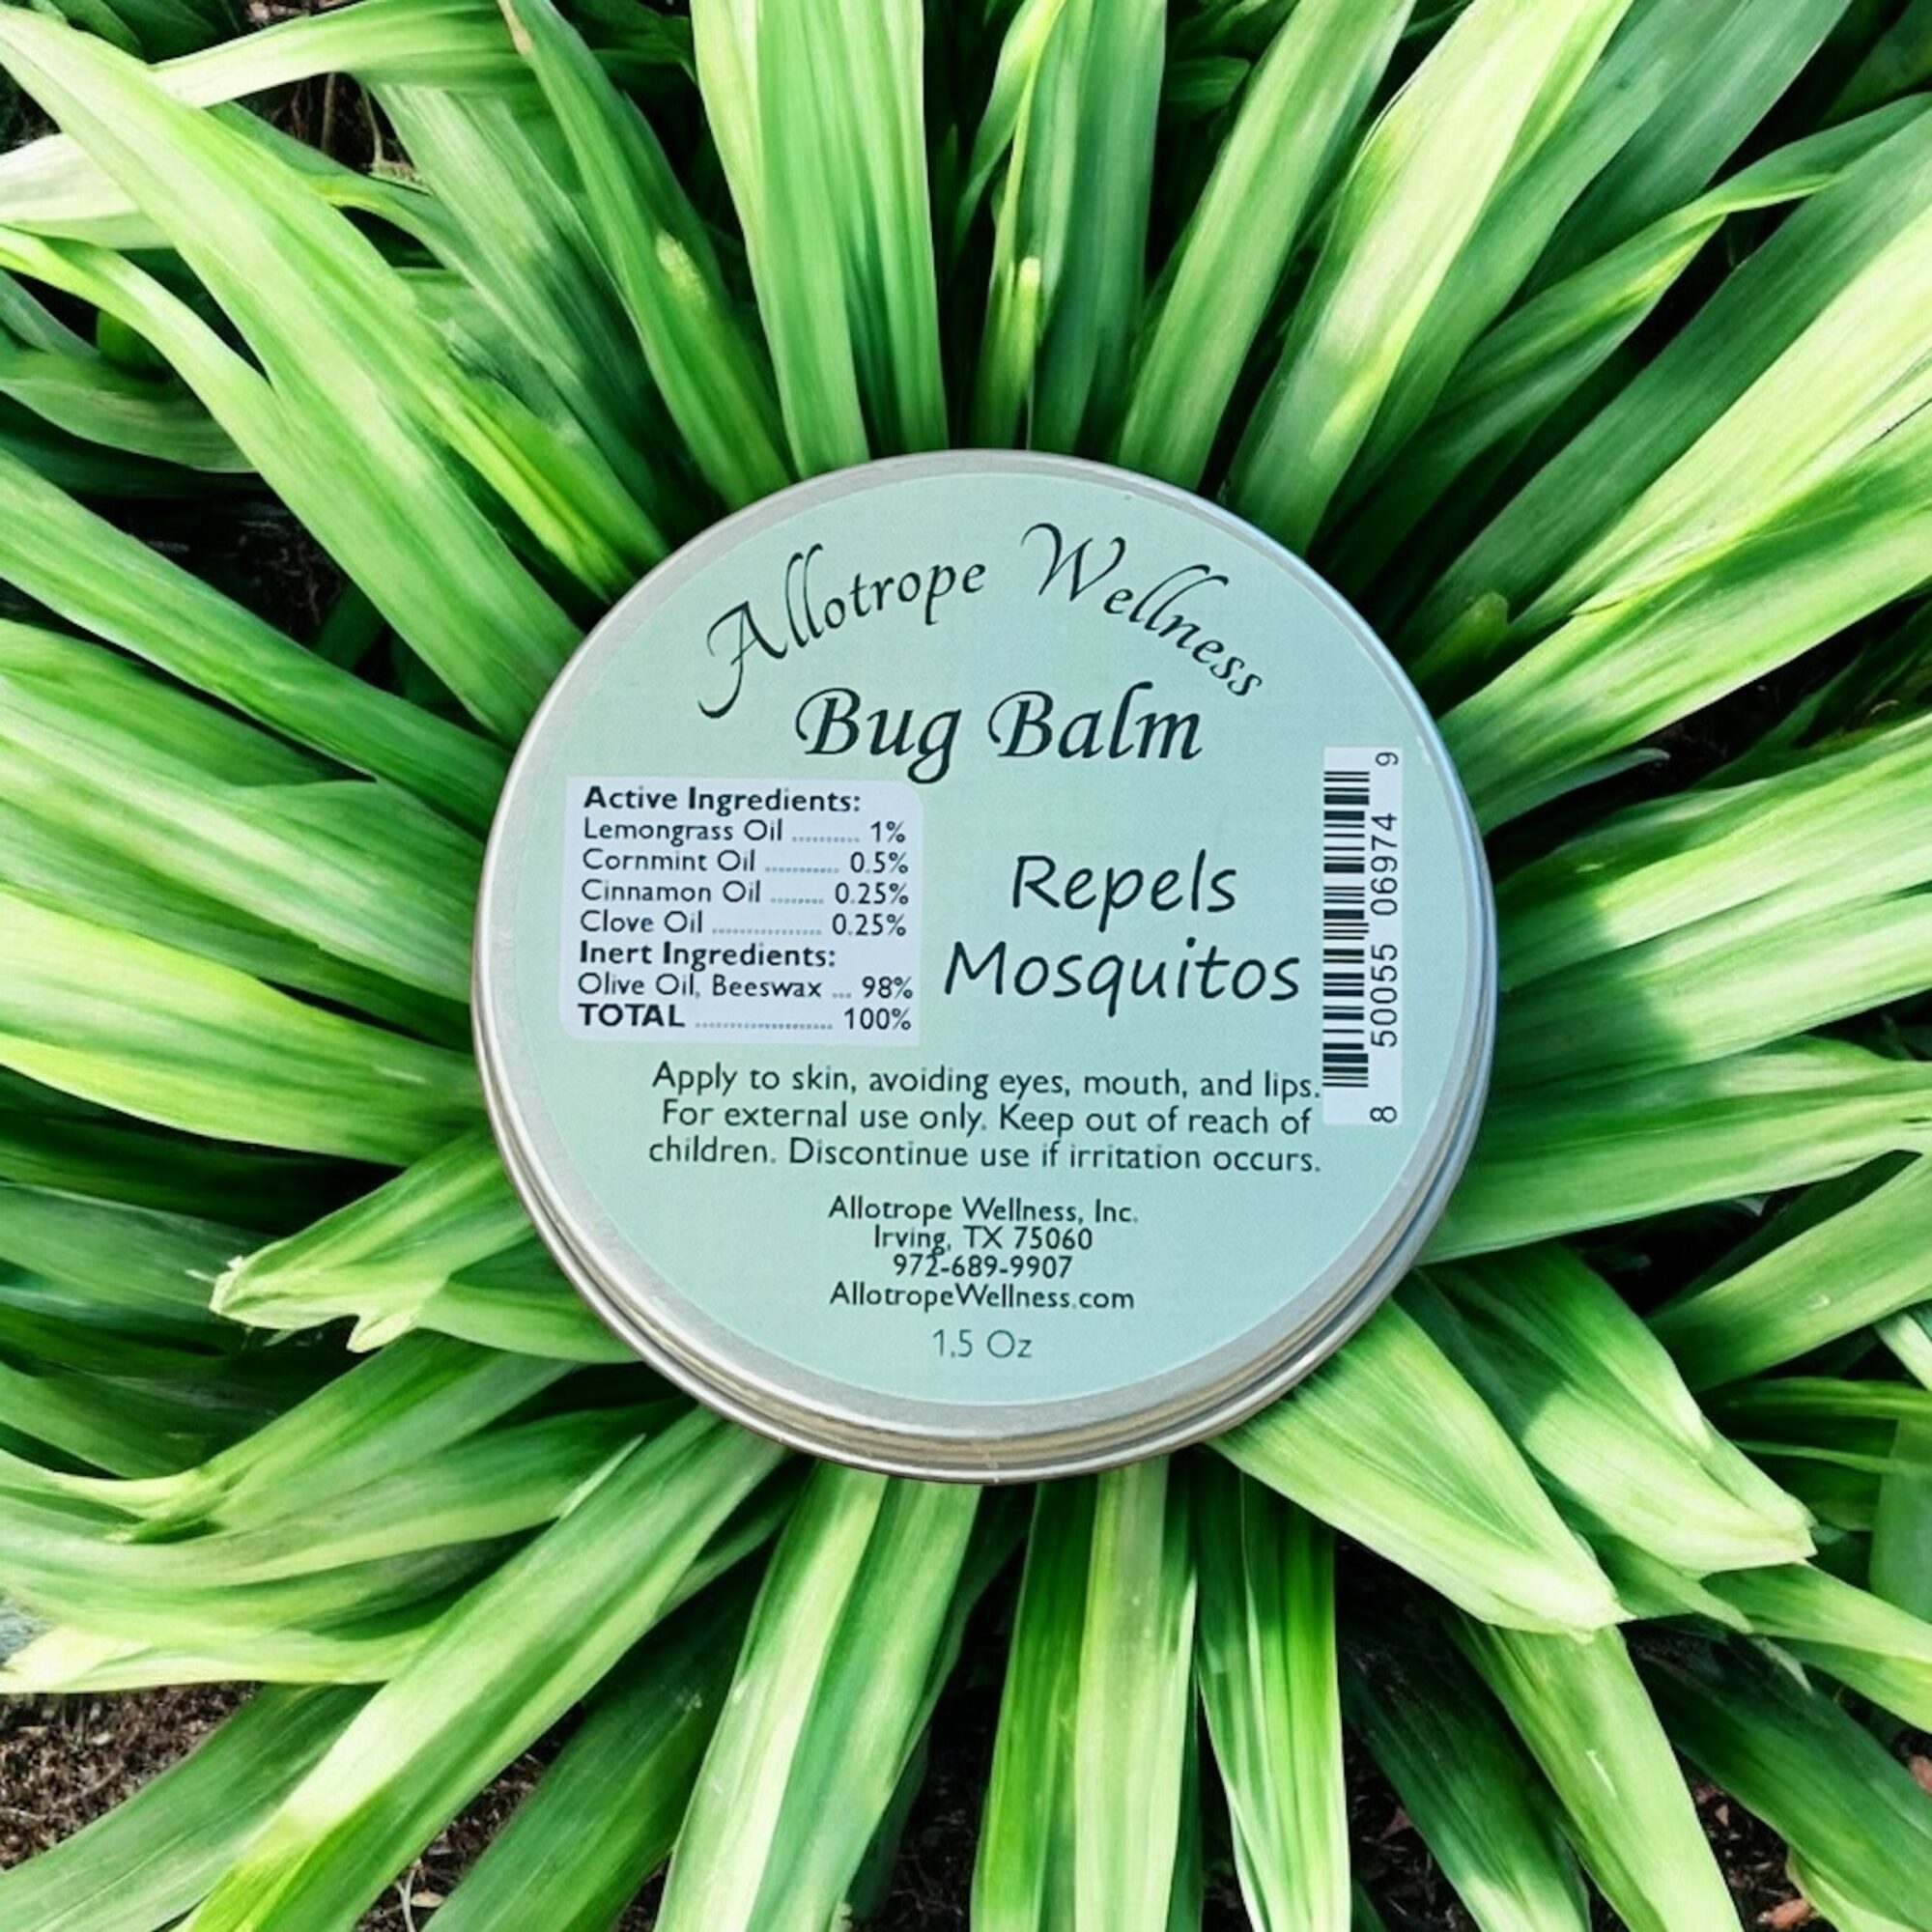 Allotrope Wellness
Bug Balm
Active Ingredients:
Lemongrass Oil .......... 1%
Cornmint Oil ........... 0.5%
Cinnamon Oil ........ 0.25%
Clove Oil ................ 0.25%
Inert Ingredients:
Olive Oil, Beeswax ... 98%
TOTAL ..................... 100%
Repels
Mosquitos
8 50055 06974 9
Apply to skin, avoiding eyes, mouth, and lips.
For external use only. Keep out of reach of
children. Discontinue use if irritation occurs.
Allotrope Wellness, Inc.
Irving, TX 75060
972-689-9907
AllotropeWellness.com
1.5 Oz